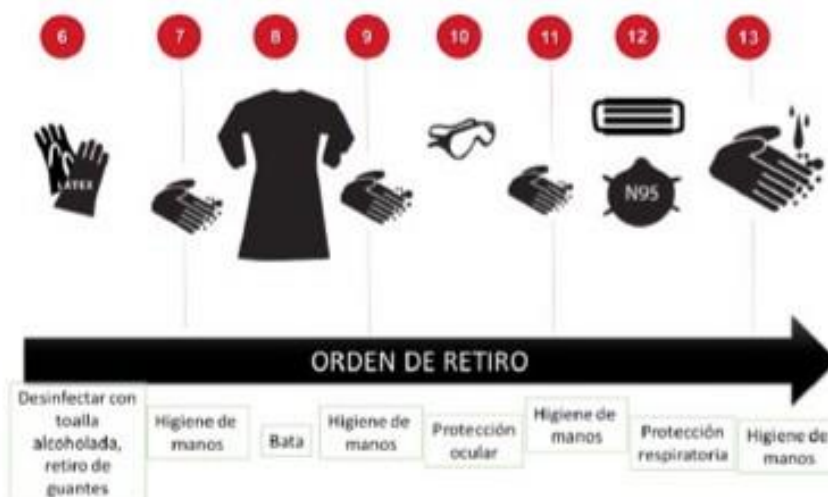 6 7 8 9 10 11 12 13
LATEX
N95
ORDEN DE RETIRO
Desinfectar con
toalla
alcoholada,
retiro de
guantes
Higiene de
manos
Bata
Higiene de
manos
Protección
ocular
Higiene de
manos
Protección
respiratoria
Higiene de
manos